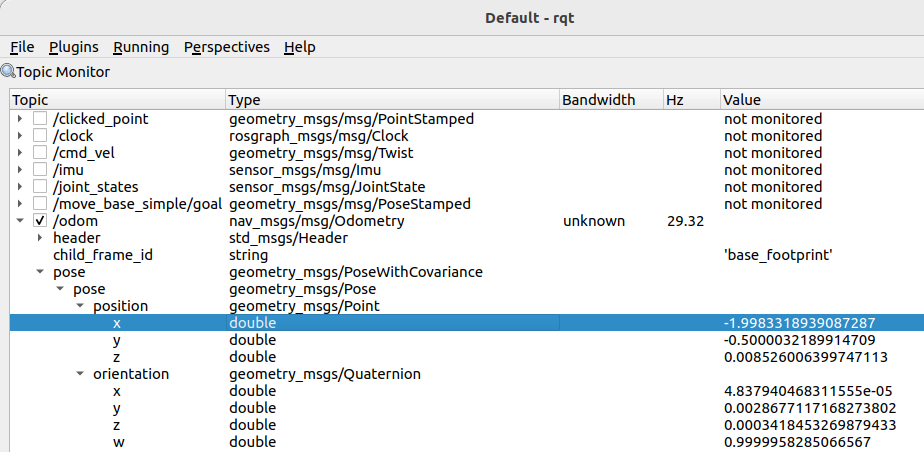 Default - rqt
File Plugins Running Perspectives Help
Topic Monitor
Topic Type Bandwidth Hz Value
/clicked_point geometry_msgs/msg/PointStamped not monitored
/clock rosgraph_msgs/msg/Clock not monitored
/cmd_vel geometry_msgs/msg/Twist not monitored
/imu sensor_msgs/msg/Imu not monitored
/joint_states sensor_msgs/msg/JointState not monitored
/move_base_simple/goal geometry_msgs/msg/PoseStamped not monitored
/odom nav_msgs/msg/Odometry unknown 29.32
header std_msgs/Header
child_frame_id string 'base_footprint'
pose geometry_msgs/PoseWithCovariance
pose geometry_msgs/Pose
position geometry_msgs/Point
x double -1.9983318939087287
y double -0.5000032189914709
z double 0.008526006399747113
orientation geometry_msgs/Quaternion
x double 4.837940468311555e-05
y double 0.0028677117168273802
z double 0.0003418453269879433
w double 0.9999958285066567